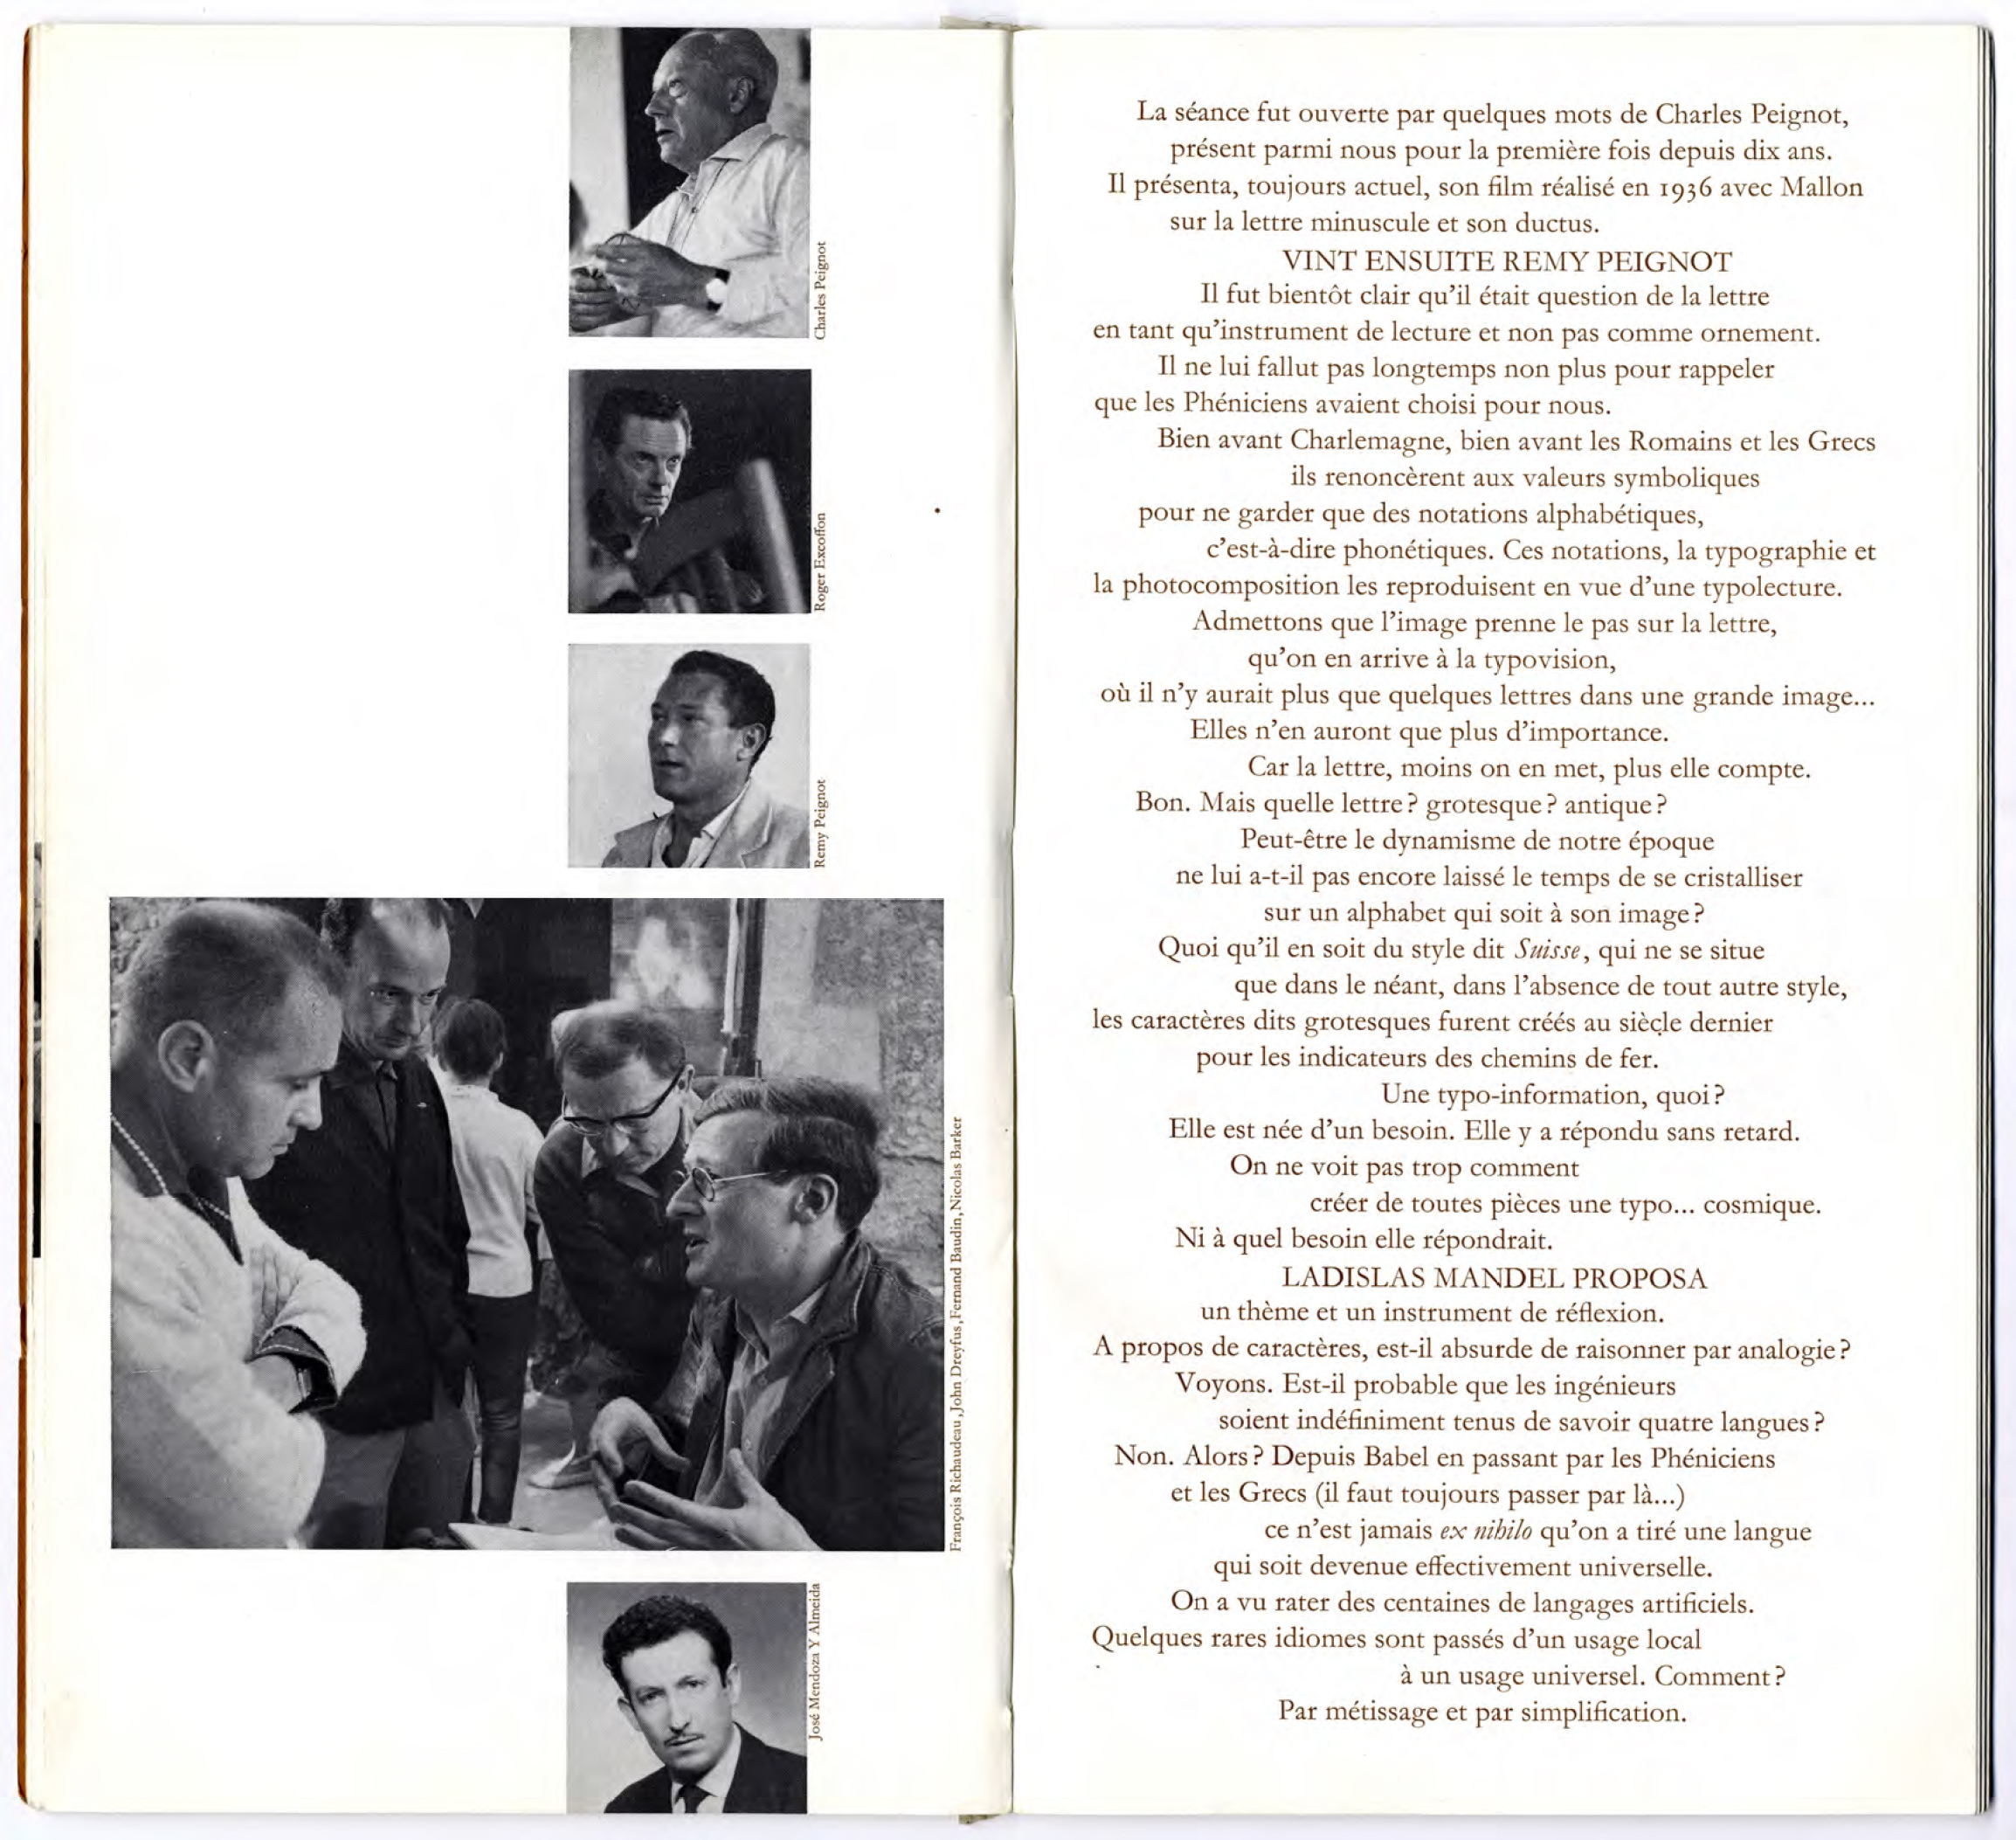 Charles Peignot
Roger Excoffon
Remy Peignot
François Richaudeau, John Dreyfus, Fernand Baudin, Nicolas Barker
José Mendoza Y Almeida
La séance fut ouverte par quelques mots de Charles Peignot,
présent parmi nous pour la première fois depuis dix ans.
Il présenta, toujours actuel, son film réalisé en 1936 avec Mallon
sur la lettre minuscule et son ductus.
VINT ENSUITE REMY PEIGNOT
Il fut bientôt clair qu'il était question de la lettre
en tant qu'instrument de lecture et non pas comme ornement.
Il ne lui fallut pas longtemps non plus pour rappeler
que les Phéniciens avaient choisi pour nous.
Bien avant Charlemagne, bien avant les Romains et les Grecs
ils renoncèrent aux valeurs symboliques
pour ne garder que des notations alphabétiques,
c'est-à-dire phonétiques. Ces notations, la typographie et
la photocomposition les reproduisent en vue d'une typolecture.
Admettons que l'image prenne le pas sur la lettre,
qu'on en arrive à la typovision,
où il n'y aurait plus que quelques lettres dans une grande image...
Elles n'en auront que plus d'importance.
Car la lettre, moins on en met, plus elle compte.
Bon. Mais quelle lettre? grotesque? antique?
Peut-être le dynamisme de notre époque
ne lui a-t-il pas encore laissé le temps de se cristalliser
sur un alphabet qui soit à son image?
Quoi qu'il en soit du style dit Suisse, qui ne se situe
que dans le néant, dans l'absence de tout autre style,
les caractères dits grotesques furent créés au siècle dernier
pour les indicateurs des chemins de fer.
Une typo-information, quoi?
Elle est née d'un besoin. Elle y a répondu sans retard.
On ne voit pas trop comment
créer de toutes pièces une typo... cosmique.
Ni à quel besoin elle répondrait.
LADISLAS MANDEL PROPOSA
un thème et un instrument de réflexion.
A propos de caractères, est-il absurde de raisonner par analogie?
Voyons. Est-il probable que les ingénieurs
soient indéfiniment tenus de savoir quatre langues?
Non. Alors? Depuis Babel en passant par les Phéniciens
et les Grecs (il faut toujours passer par là...)
ce n'est jamais ex nihilo qu'on a tiré une langue
qui soit devenue effectivement universelle.
On a vu rater des centaines de langages artificiels.
Quelques rares idiomes sont passés d'un usage local
à un usage universel. Comment?
Par métissage et par simplification.